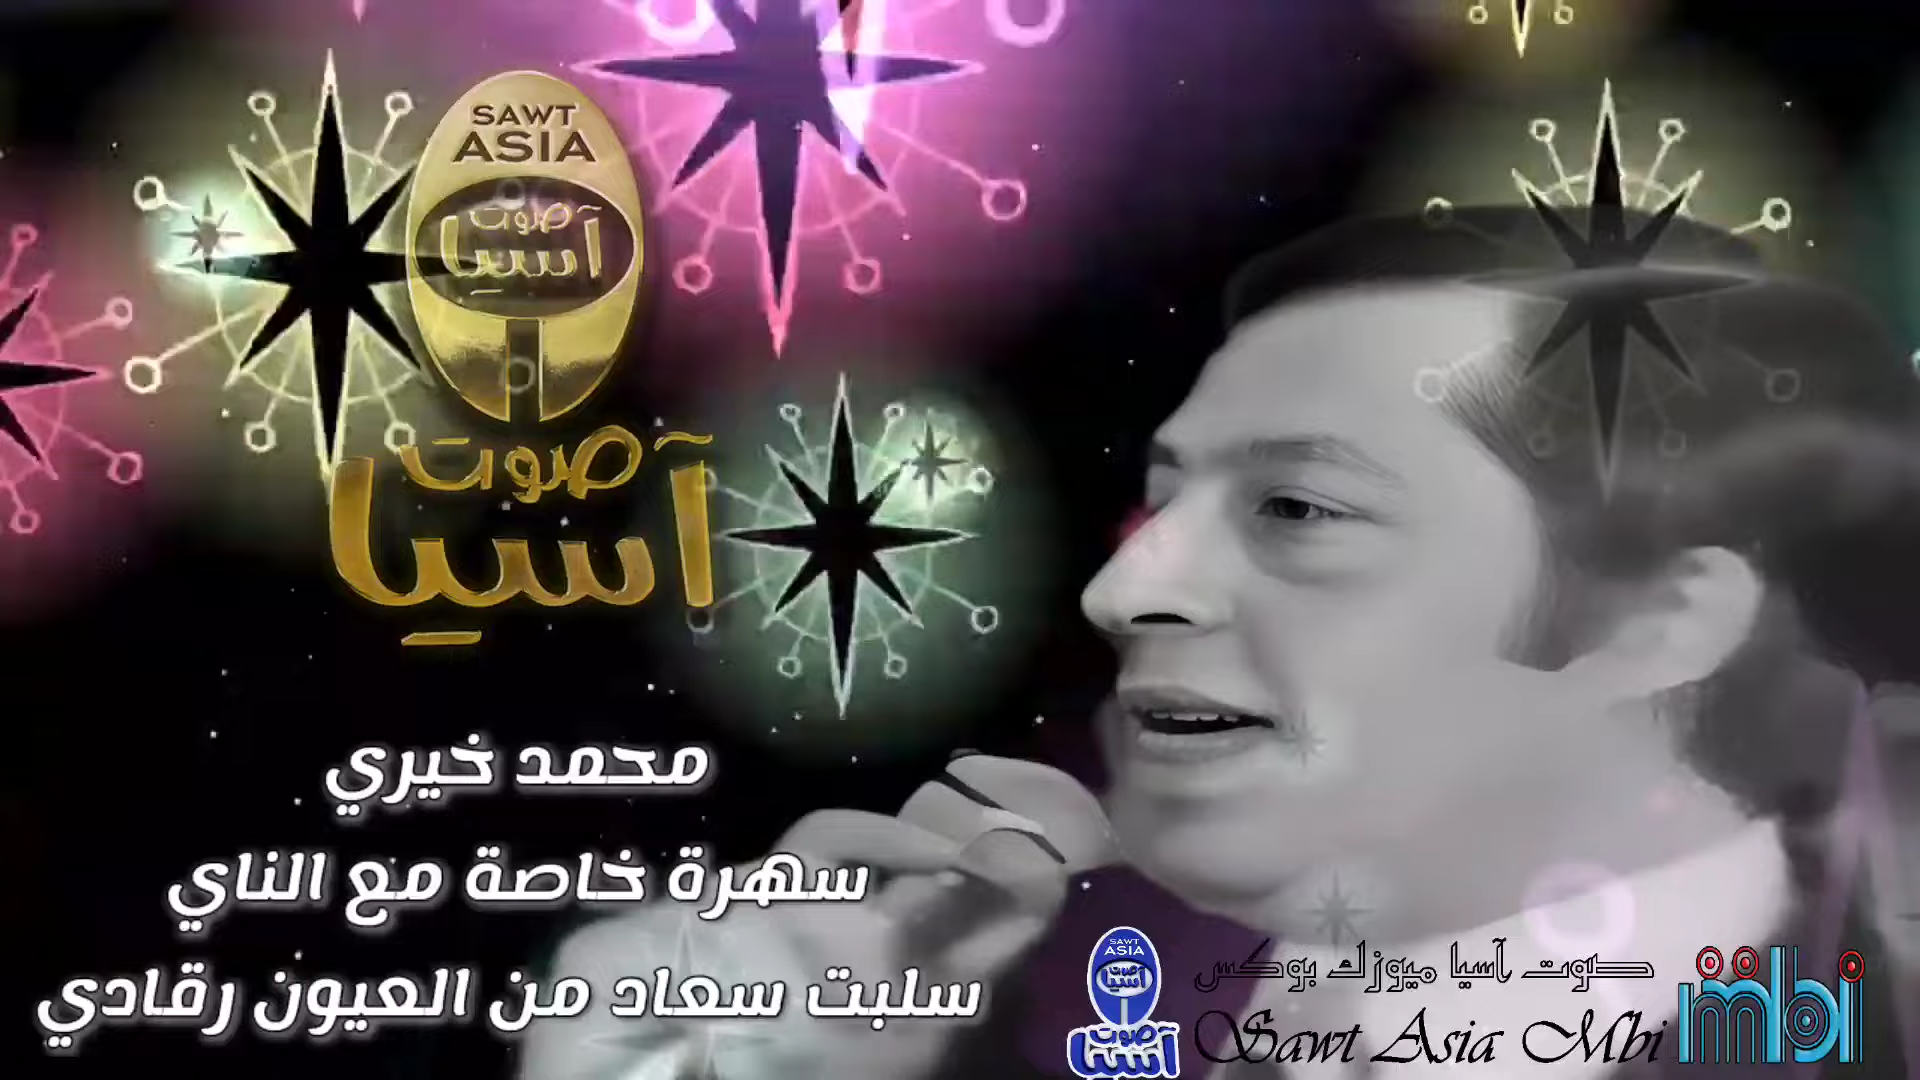 SAWT
ASIA
صوت
آسيا
صوت
آسيا
محمد خيري
سهرة خاصة مع الناي
سلبت سعاد من العيون رقادي
SAWT
ASIA
صوت
آسيا
صوت
آسيا
صوت آسيا ميوزك بوكس
Sawt Asia Mbi
mbi